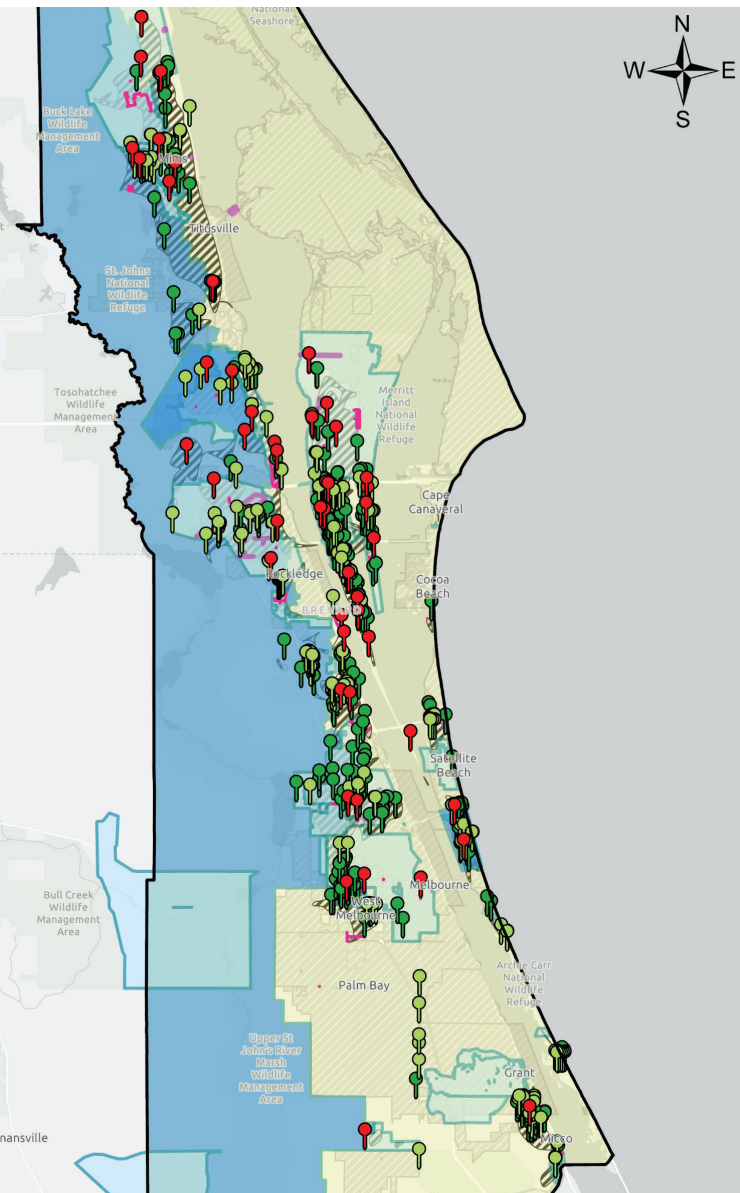 National
Seashore
N
W
E
S
Buck Lake
Wildlife
Management
Area
Mims
Titusville
St. Johns
National
Wildlife
Refuge
Tosohatchee
Wildlife
Management
Area
Merritt
Island
National
Wildlife
Refuge
Cape
Canaveral
Rockledge
Cocoa
Beach
BREVARD
Satellite
Beach
Melbourne
Bull Creek
Wildlife
Management
Area
West
Melbourne
Archie Carr
National
Wildlife
Refuge
Palm Bay
Upper St
John's River
Marsh
Wildlife
Management
Area
Grant
Micco
nansville